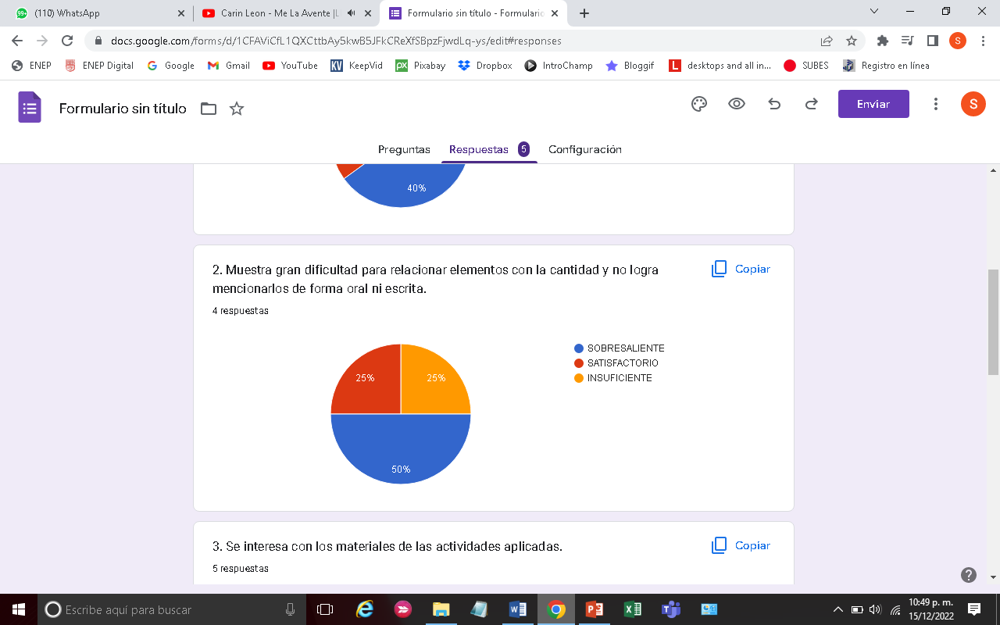 (110) WhatsApp
Carin Leon - Me La Avente |L
Formulario sin título - Formulario
docs.google.com/forms/d/1CFAViCfL1QXCttbAy5kwB5JFkCReXfSBpzFjwdLq-ys/edit#responses
S
ENEP
ENEP Digital
Google
Gmail
YouTube
KV KeepVid
px Pixabay
Dropbox
IntroChamp
Bloggif
L desktops and all in...
SUBES
Registro en línea
Formulario sin título
Enviar
S
Preguntas
Respuestas 5
Configuración
40%
2. Muestra gran dificultad para relacionar elementos con la cantidad y no logra
mencionarlos de forma oral ni escrita.
Copiar
4 respuestas
25%
25%
50%
SOBRESALIENTE
SATISFACTORIO
INSUFICIENTE
3. Se interesa con los materiales de las actividades aplicadas.
Copiar
5 respuestas
Escribe aquí para buscar
10:49 p. m.
15/12/2022